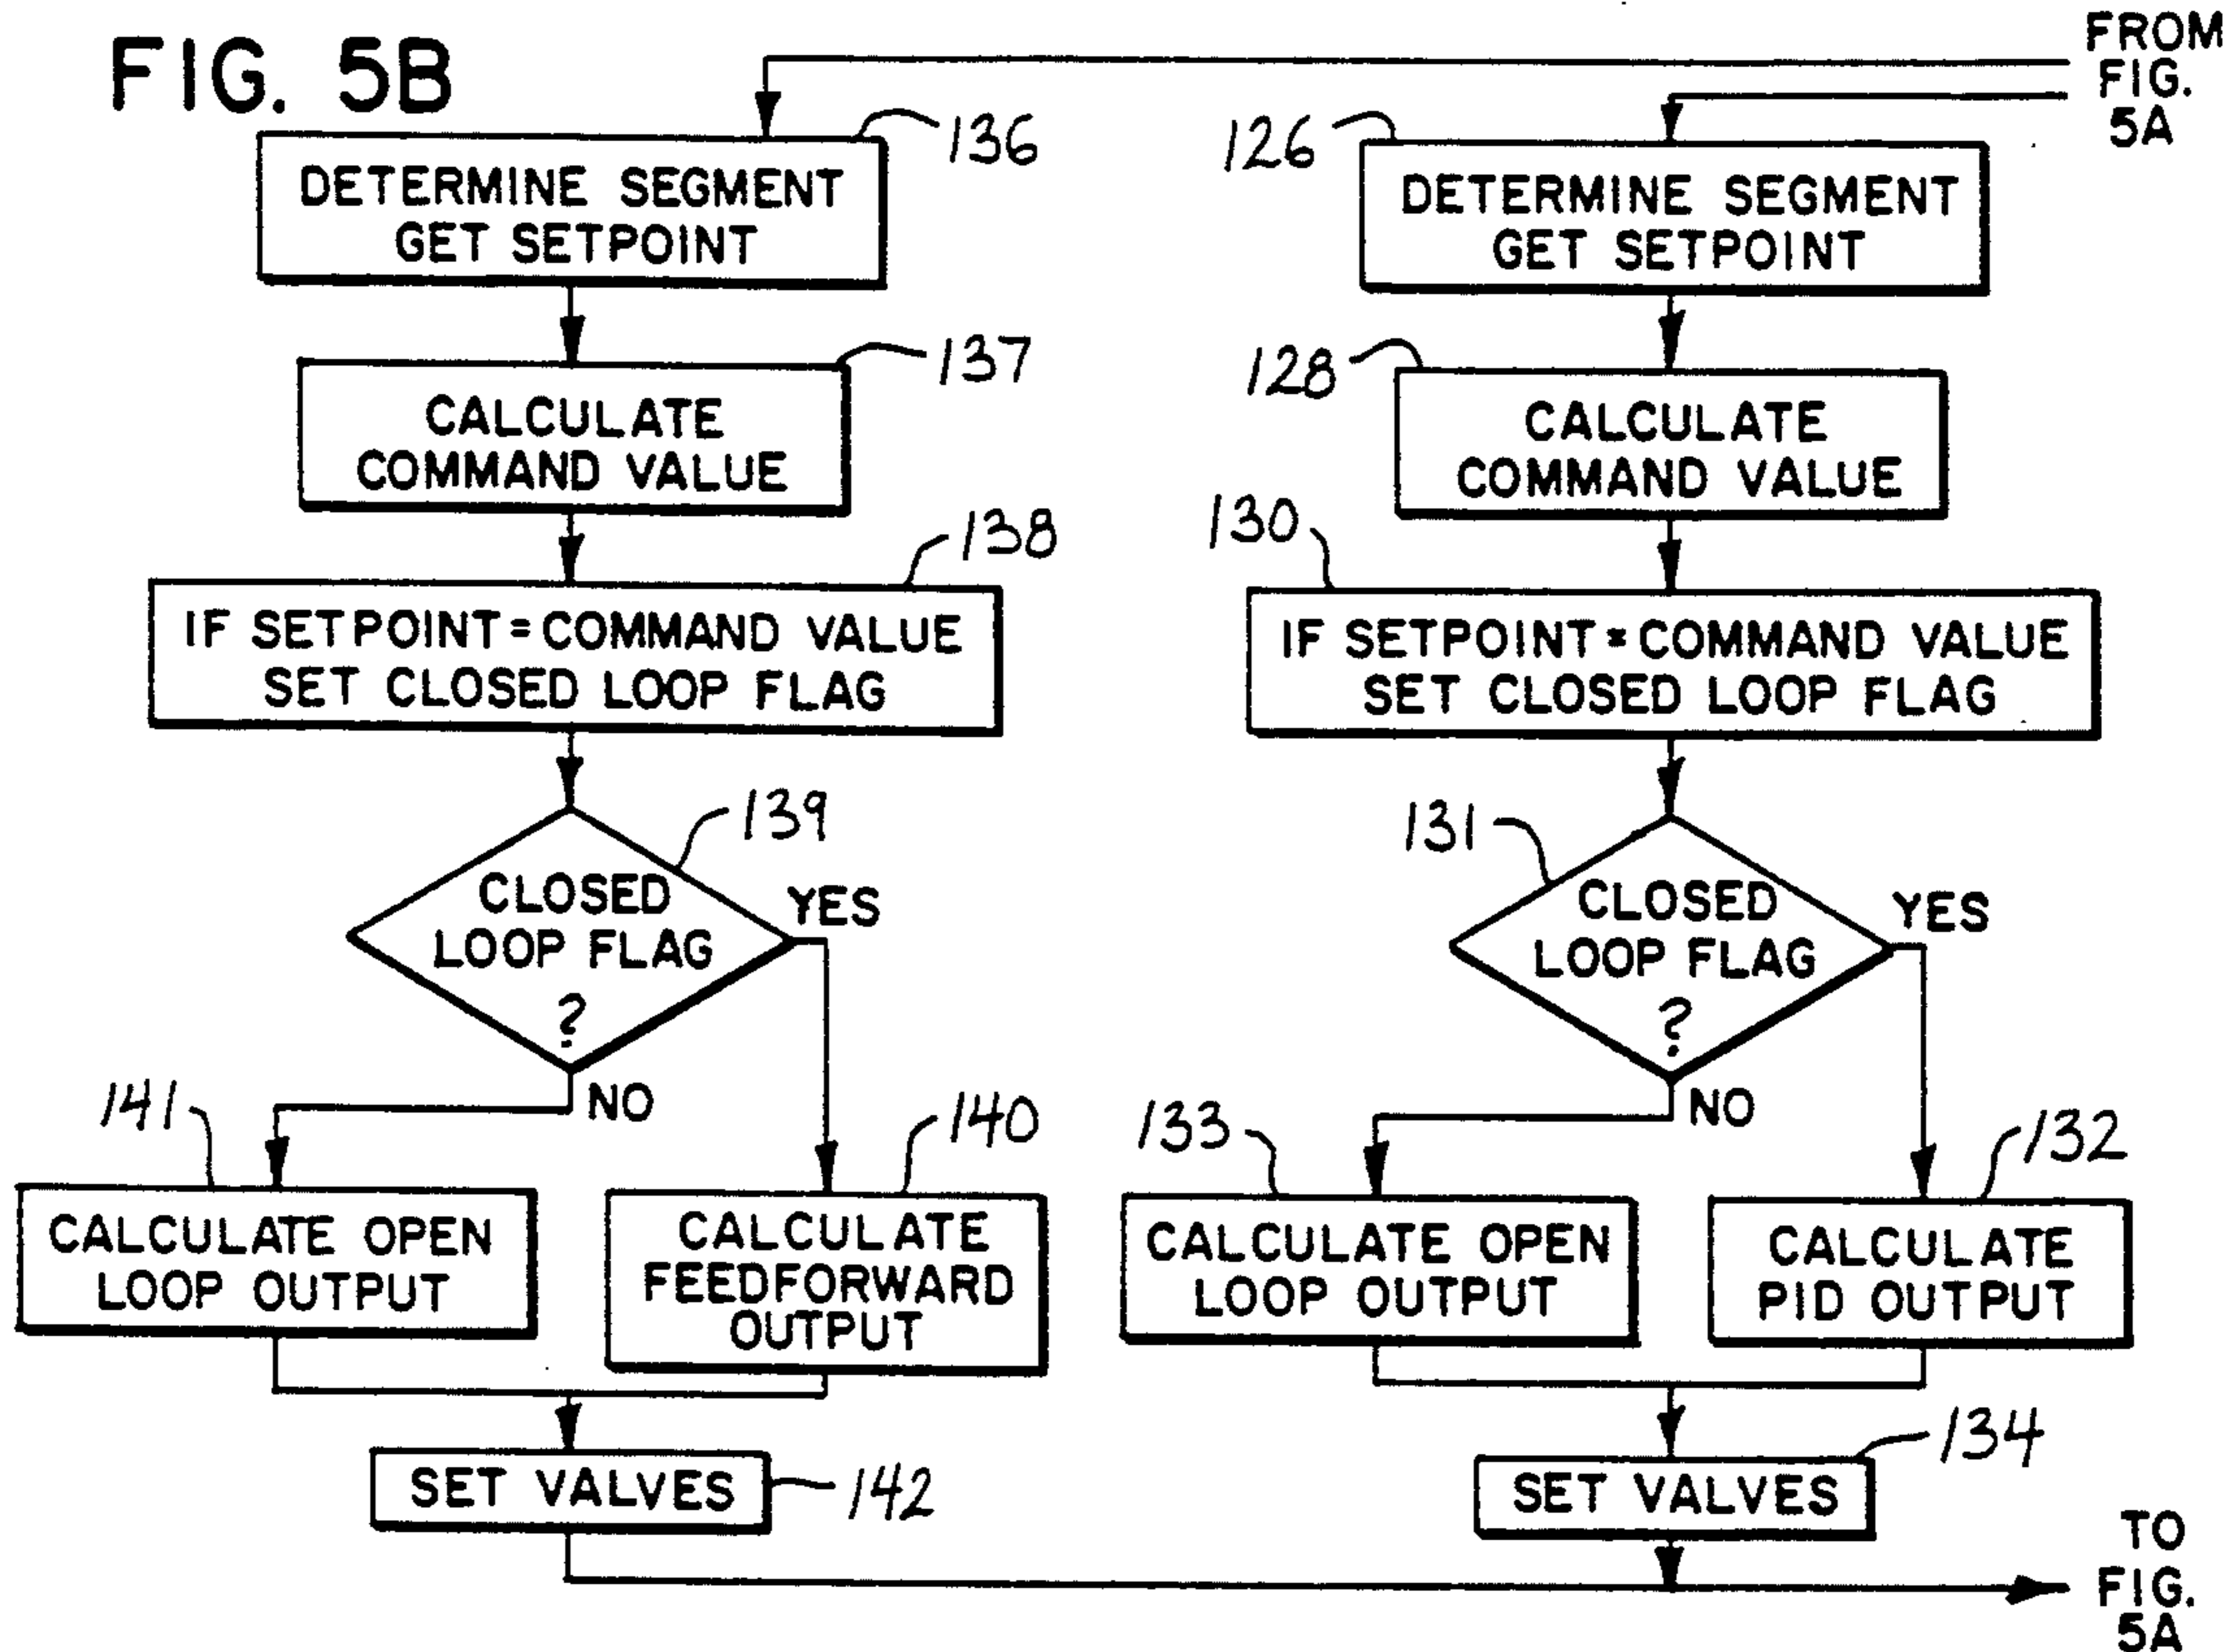 FIG. 5B
FROM
FIG.
5A
136
DETERMINE SEGMENT
GET SETPOINT
137
CALCULATE
COMMAND VALUE
138
IF SETPOINT=COMMAND VALUE
SET CLOSED LOOP FLAG
139
CLOSED
LOOP FLAG
?
YES
NO
141
CALCULATE OPEN
LOOP OUTPUT
140
CALCULATE
FEEDFORWARD
OUTPUT
SET VALVES
142
126
DETERMINE SEGMENT
GET SETPOINT
128
CALCULATE
COMMAND VALUE
130
IF SETPOINT=COMMAND VALUE
SET CLOSED LOOP FLAG
131
CLOSED
LOOP FLAG
?
YES
NO
133
CALCULATE OPEN
LOOP OUTPUT
132
CALCULATE
PID OUTPUT
134
SET VALVES
TO
FIG.
5A